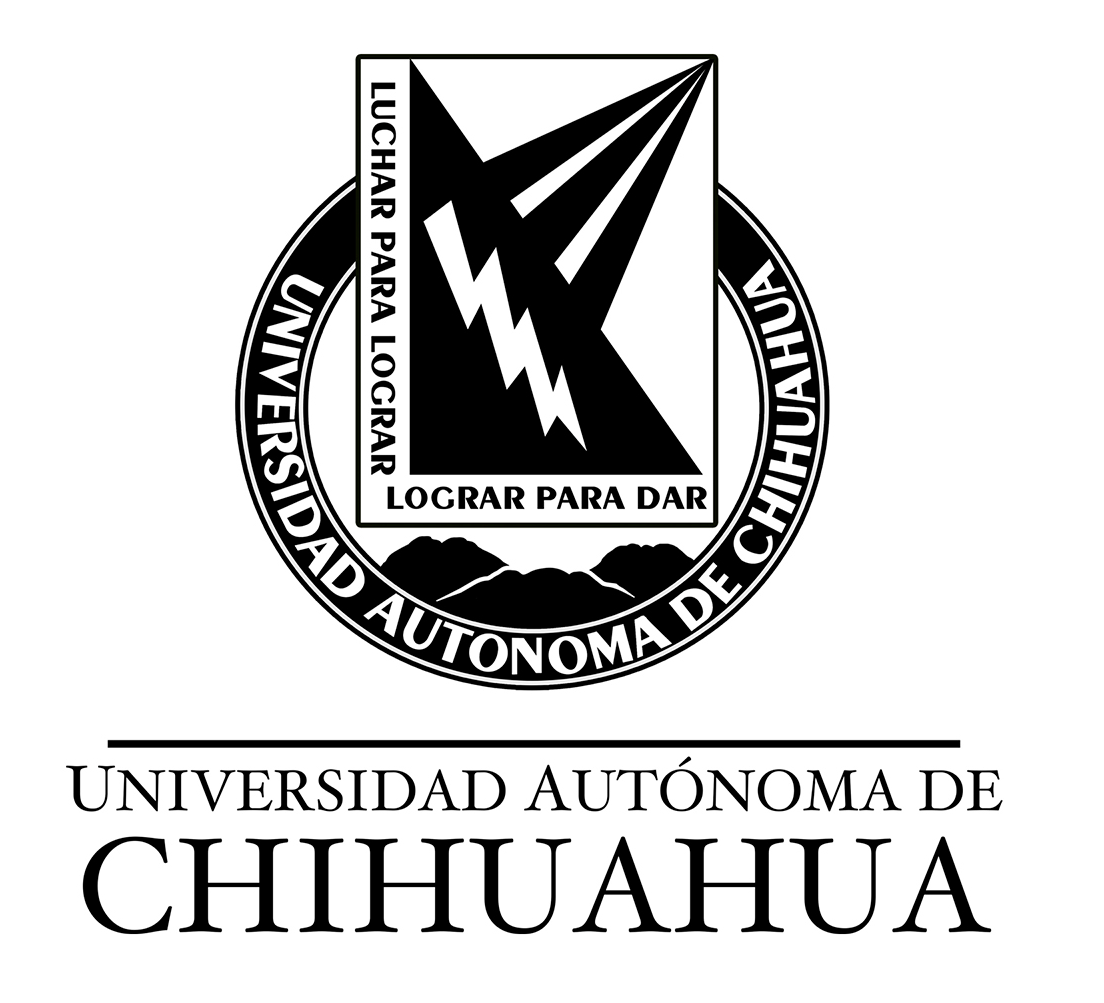 LUCHAR PARA LOGRAR
LOGRAR PARA DAR
UNIVERSIDAD AUTONOMA DE CHIHUAHUA
UNIVERSIDAD AUTÓNOMA DE
CHIHUAHUA